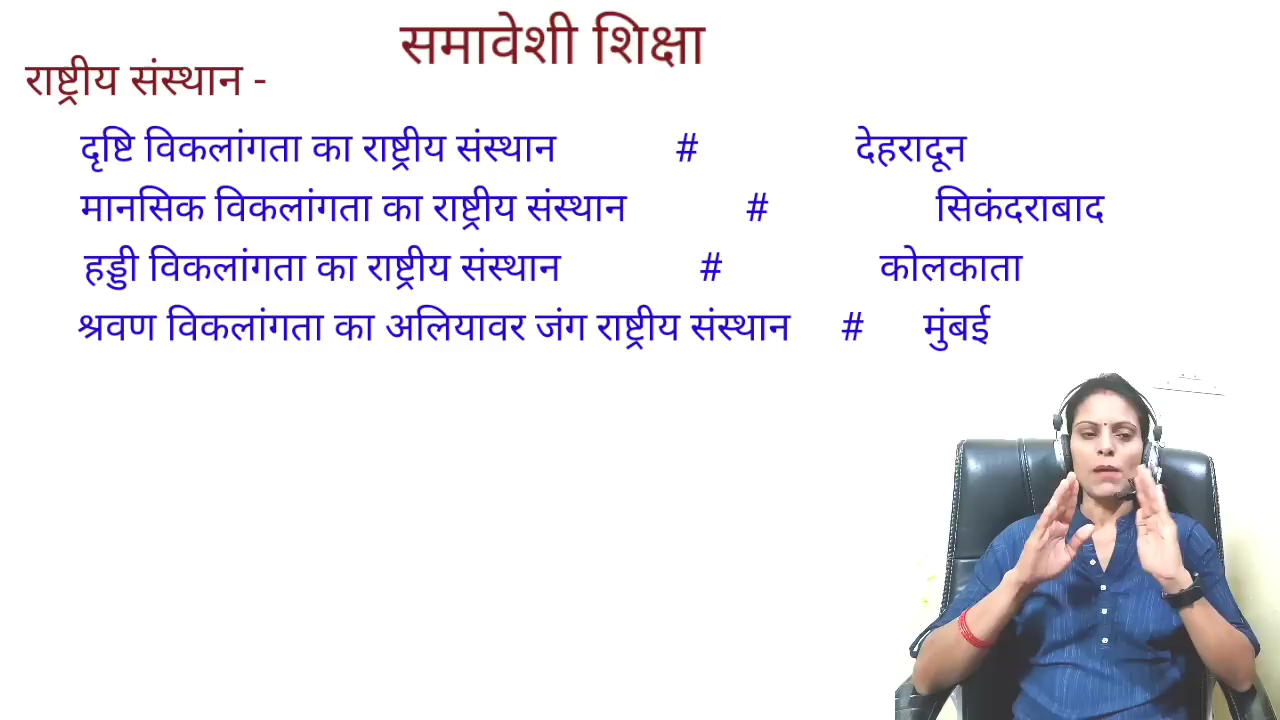 समावेशी शिक्षा
राष्ट्रीय संस्थान -
दृष्टि विकलांगता का राष्ट्रीय संस्थान # देहरादून
मानसिक विकलांगता का राष्ट्रीय संस्थान # सिकंदराबाद
हड्डी विकलांगता का राष्ट्रीय संस्थान # कोलकाता
श्रवण विकलांगता का अलियावर जंग राष्ट्रीय संस्थान # मुंबई